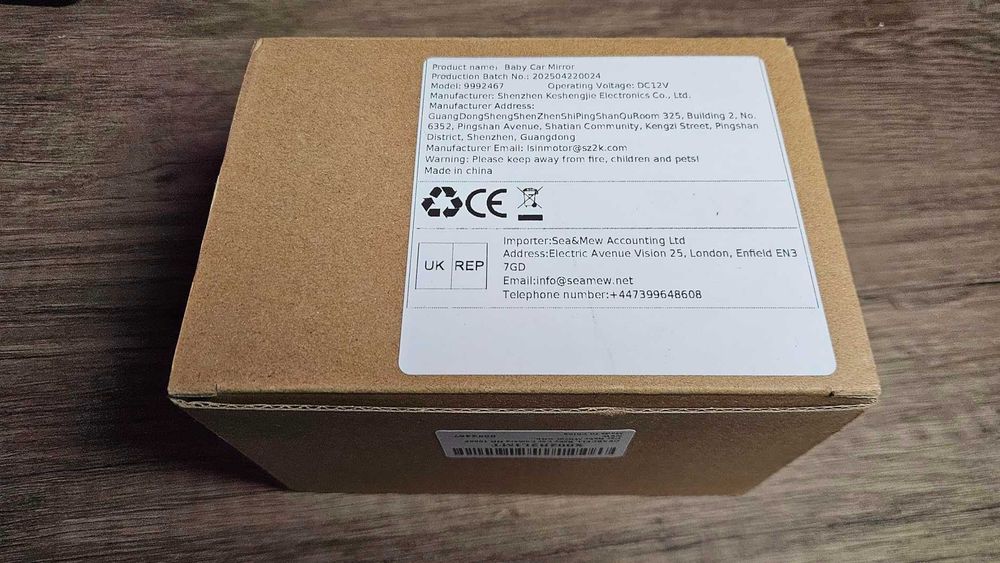 Product name: Baby Car Mirror
Production Batch No.: 202504220024
Model: 9992467 Operating Voltage: DC12V
Manufacturer: Shenzhen Keshengjie Electronics Co., Ltd.
Manufacturer Address:
GuangDongShengShenZhenShiPingShanQuRoom 325, Building 2, No.
6352, Pingshan Avenue, Shatian Community, Kengzi Street, Pingshan
District, Shenzhen, Guangdong
Manufacturer Email: lsinmotor@sz2k.com
Warning: Please keep away from fire, children and pets!
Made in china
CE
UK REP
Importer:Sea&Mew Accounting Ltd
Address:Electric Avenue Vision 25, London, Enfield EN3
7GD
Email:info@seamew.net
Telephone number:+447399648608